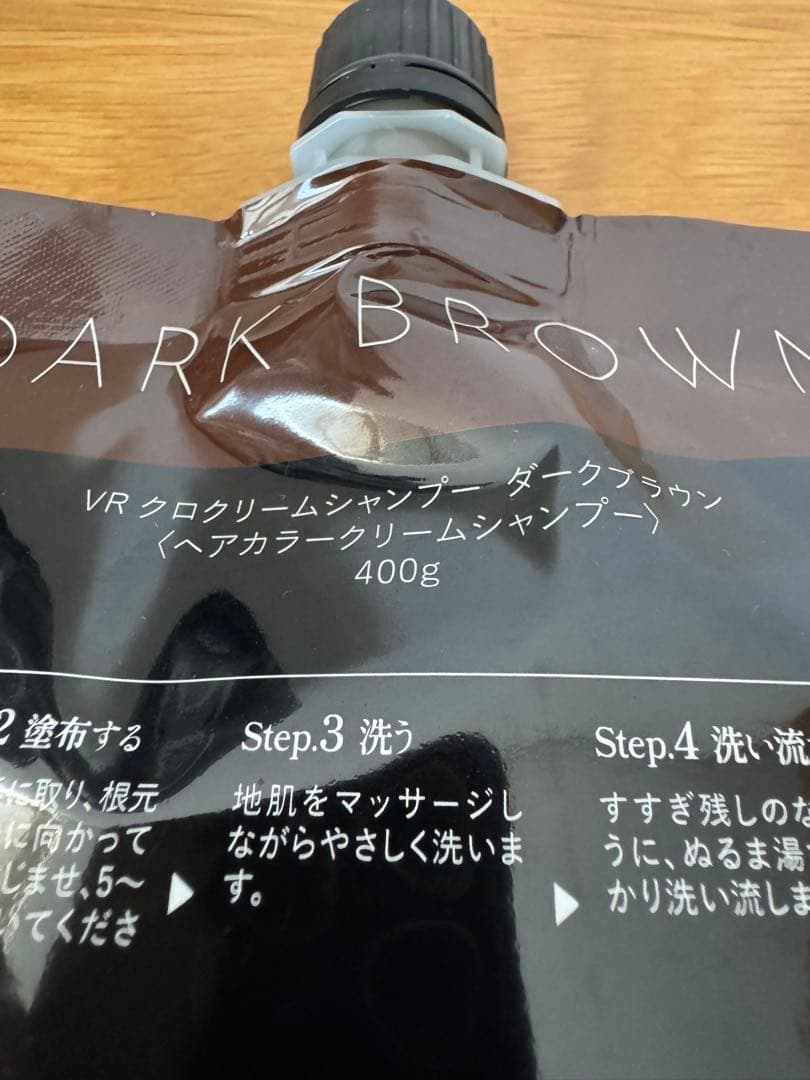 DARK BROWN
VR クロクリームシャンプー ダークブラウン
〈ヘアカラークリームシャンプー〉
400g
2 塗布する
に取り、根元
に向かって
じませ、5〜
てくださ
Step.3 洗う
地肌をマッサージし
ながらやさしく洗いま
す。
Step.4 洗い流
すすぎ残しのな
うに、ぬるま湯
かり洗い流しま